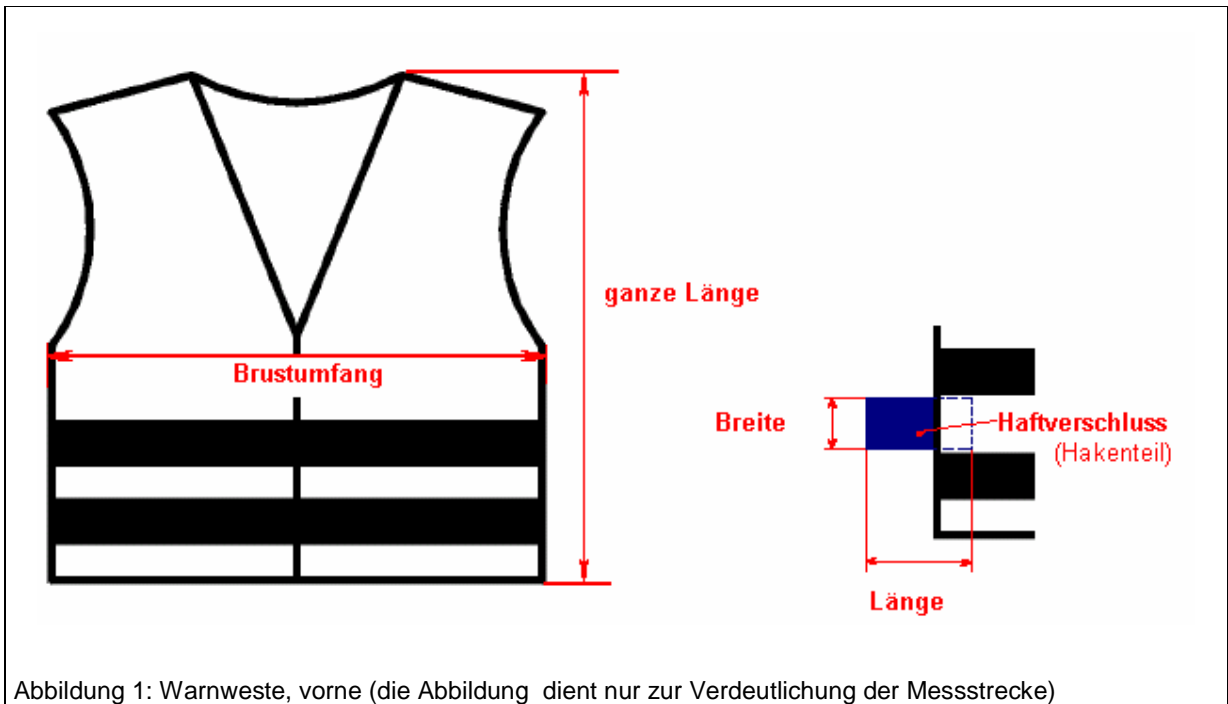 ganze Länge
Brustumfang
Breite
Haftverschluss
(Hakenteil)
Länge
Abbildung 1: Warnweste, vorne (die Abbildung dient nur zur Verdeutlichung der Messstrecke)